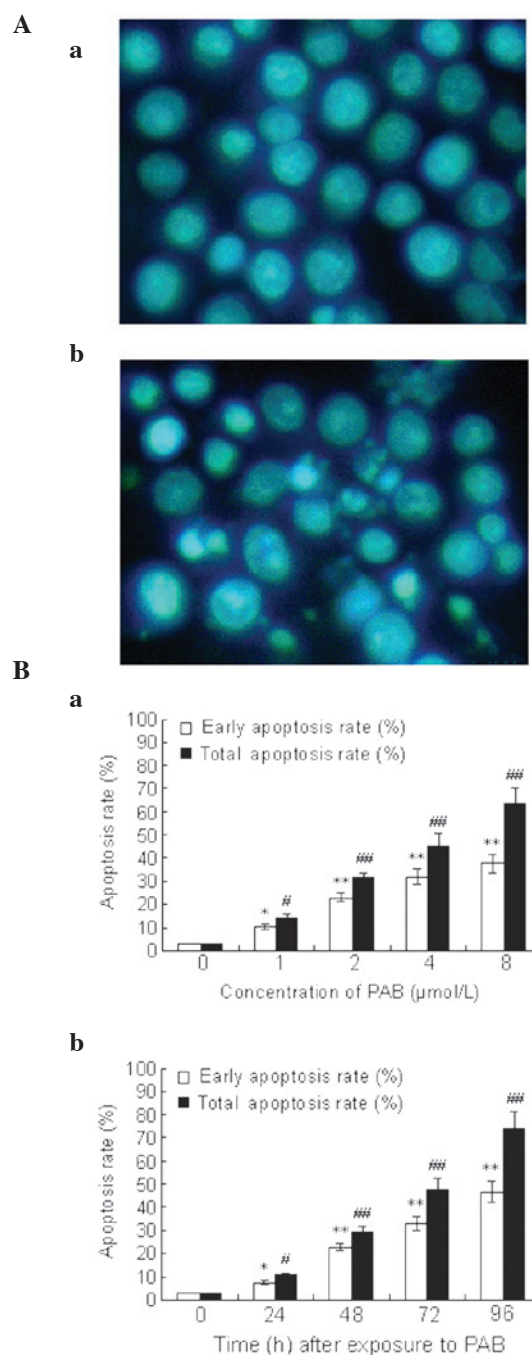 A
a
b
B
a
100
90
80
70
60
50
40
30
20
10
0
Apoptosis rate (%)
Early apoptosis rate (%)
Total apoptosis rate (%)
* # ** ## ** ## ** ##
0 1 2 4 8
Concentration of PAB (μmol/L)
b
100
90
80
70
60
50
40
30
20
10
0
Apoptosis rate (%)
Early apoptosis rate (%)
Total apoptosis rate (%)
* # ** ## ** ## ** ##
0 24 48 72 96
Time (h) after exposure to PAB